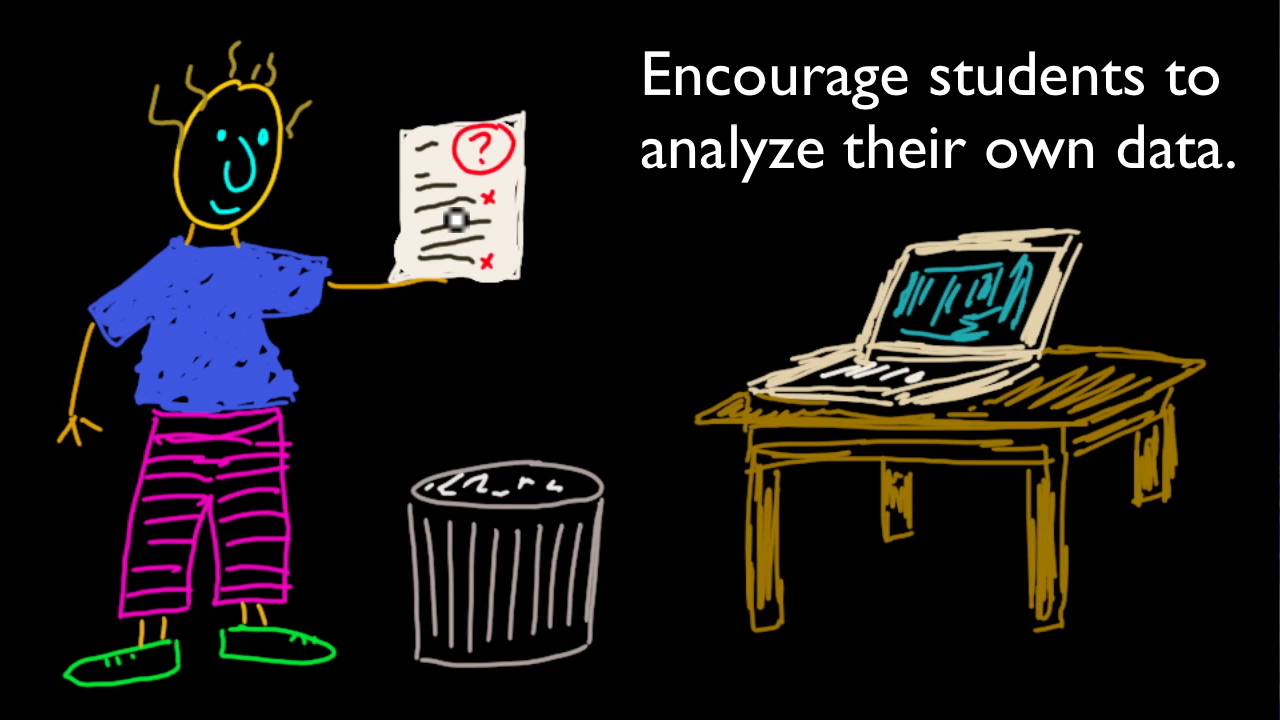 Encourage students to
analyze their own data.
?
x
x